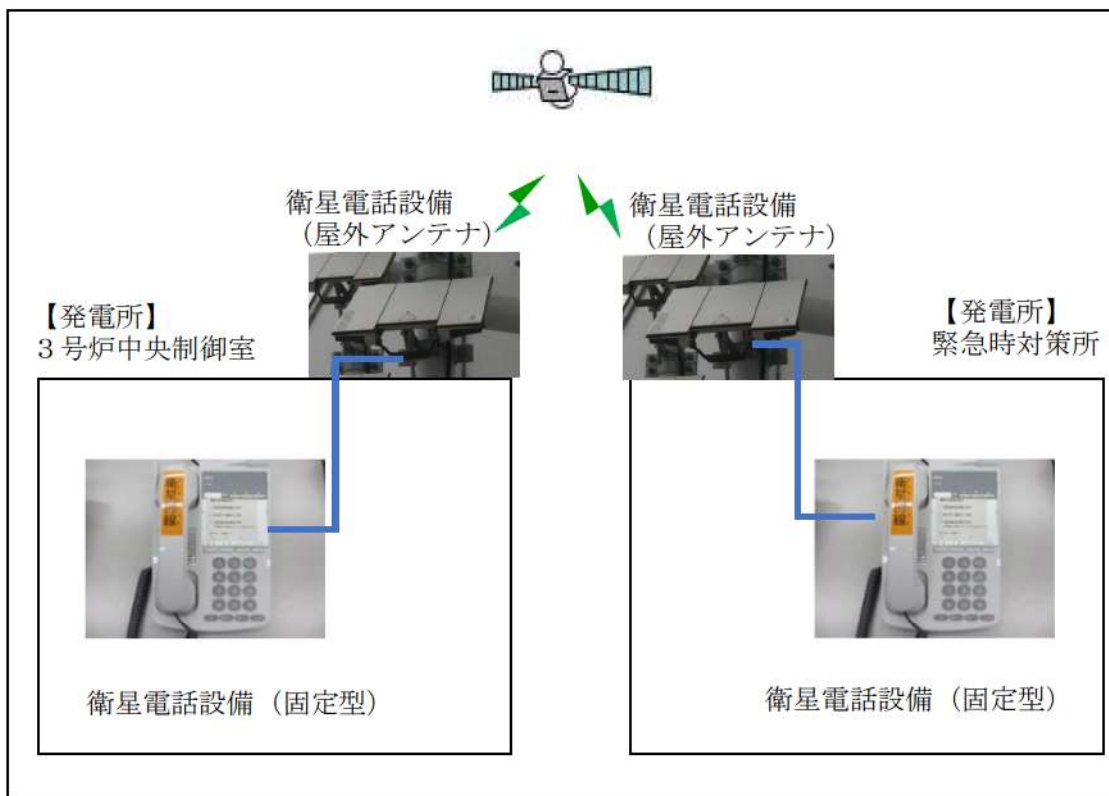 衛星電話設備
（屋外アンテナ）
衛星電話設備
（屋外アンテナ）
【発電所】
３号炉中央制御室
【発電所】
緊急時対策所
衛星電話設備（固定型）
衛星電話設備（固定型）